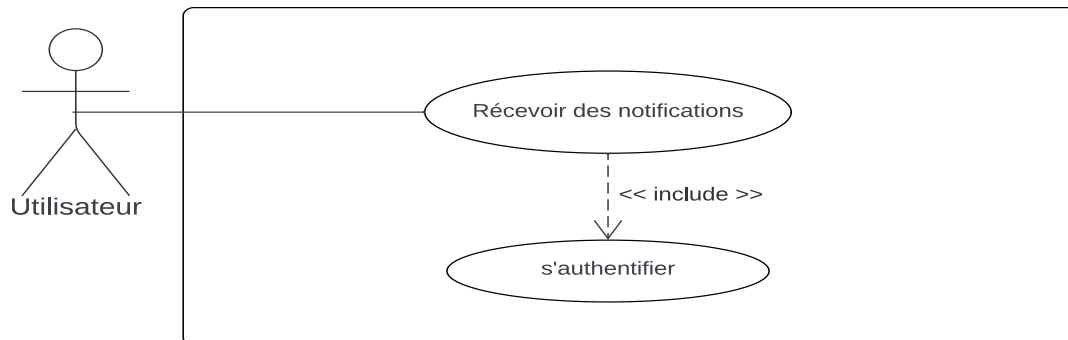 Récevoir des notifications
<< include >>
Utilisateur
s'authentifier